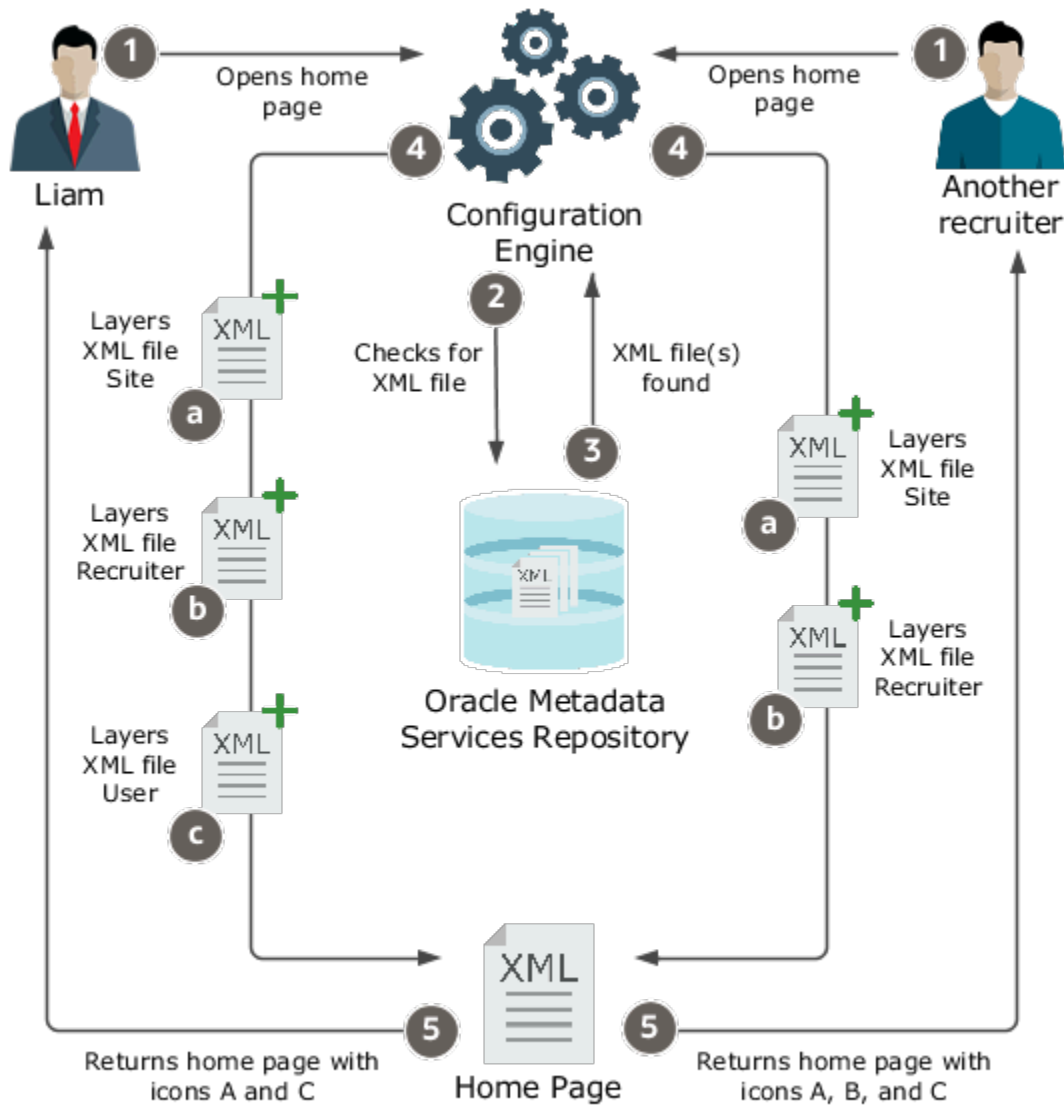 1
Opens home
page
Liam
4
Configuration
Engine
1
Opens home
page
4
Another
recruiter
2
Checks for
XML file
XML file(s)
found
3
XML
Oracle Metadata
Services Repository
Layers
XML file
Site
XML
a
Layers
XML file
Recruiter
XML
b
Layers
XML file
User
XML
c
XML
Layers
XML file
Site
a
XML
Layers
XML file
Recruiter
b
XML
Home Page
5
Returns home page with
icons A and C
5
Returns home page with
icons A, B, and C